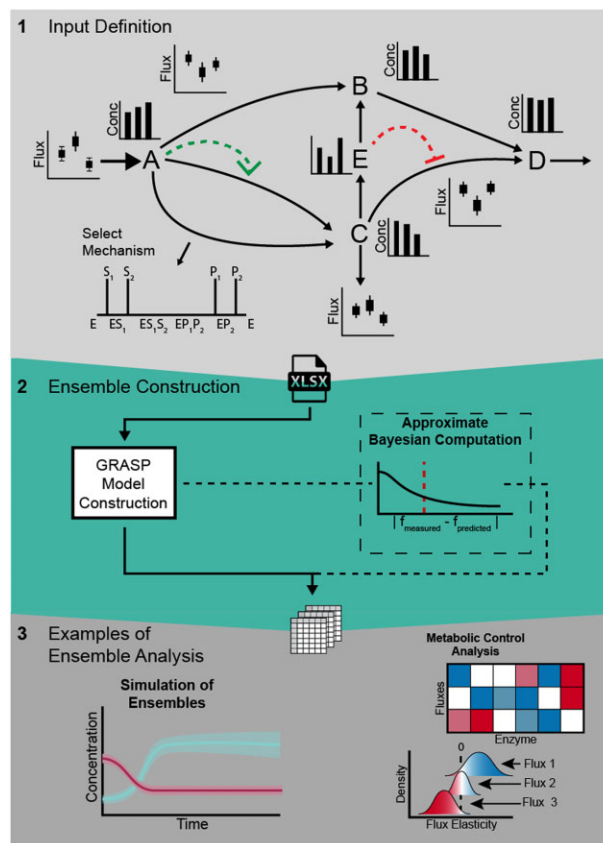 1 Input Definition
Flux
Conc
B
Conc
Conc
Flux
A
E
D
Flux
C
Conc
Select
Mechanism
S1 S2 P1 P2
E ES1 ES1S2 EP1P2 EP2 E
Flux
2 Ensemble Construction
XLSX
GRASP
Model
Construction
Approximate
Bayesian Computation
| fmeasured - fpredicted |
3 Examples of
Ensemble Analysis
Simulation of
Ensembles
Concentration
Time
Metabolic Control
Analysis
Fluxes
Enzyme
0
Density
Flux 1
Flux 2
Flux 3
Flux Elasticity